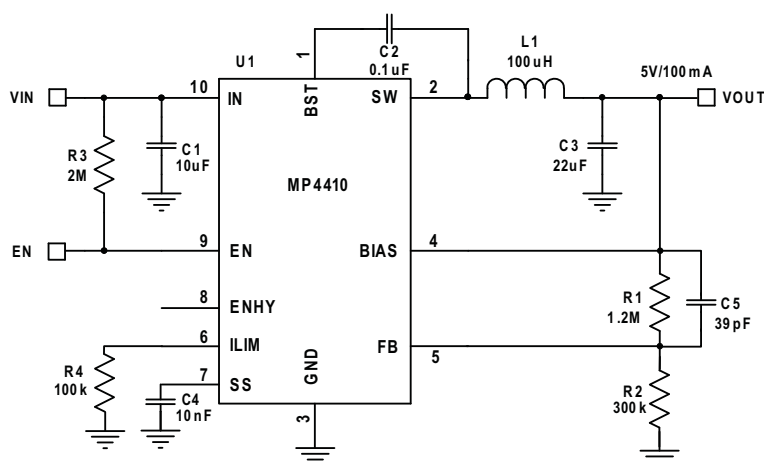 U1
1
C2
0.1uF
L1
100uH
5V/100mA
VIN
10
IN
BST
SW
2
VOUT
R3
2M
C1
10uF
C3
22uF
MP4410
EN
9
EN
BIAS
4
8
ENHY
R1
1.2M
C5
39pF
6
ILIM
FB
5
R4
100k
7
SS
GND
C4
10nF
3
R2
300k